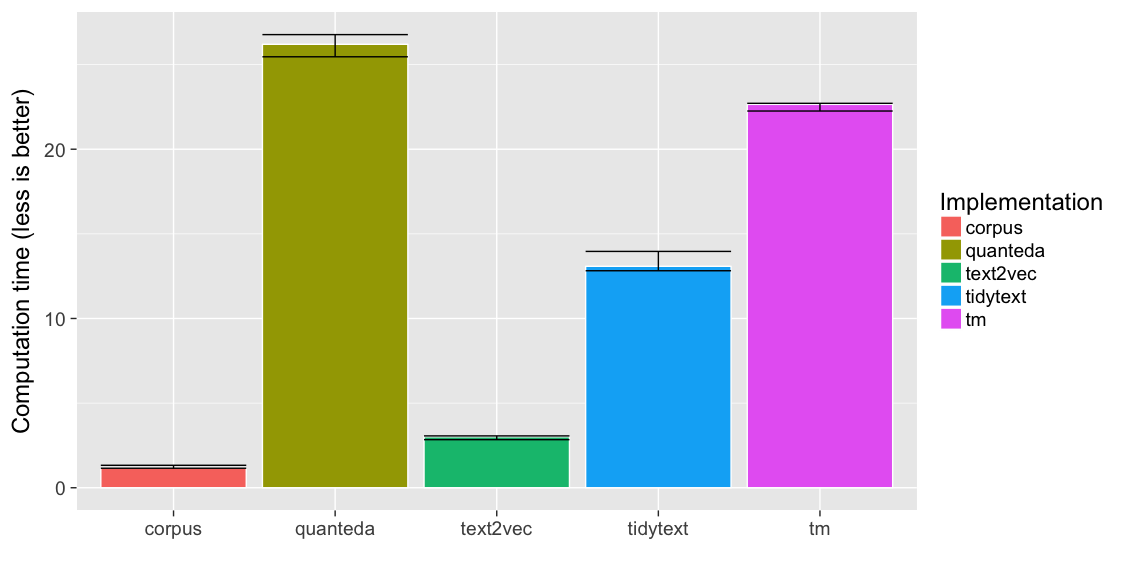 Computation time (less is better)
20
10
0
corpus
quanteda
text2vec
tidytext
tm
Implementation
corpus
quanteda
text2vec
tidytext
tm